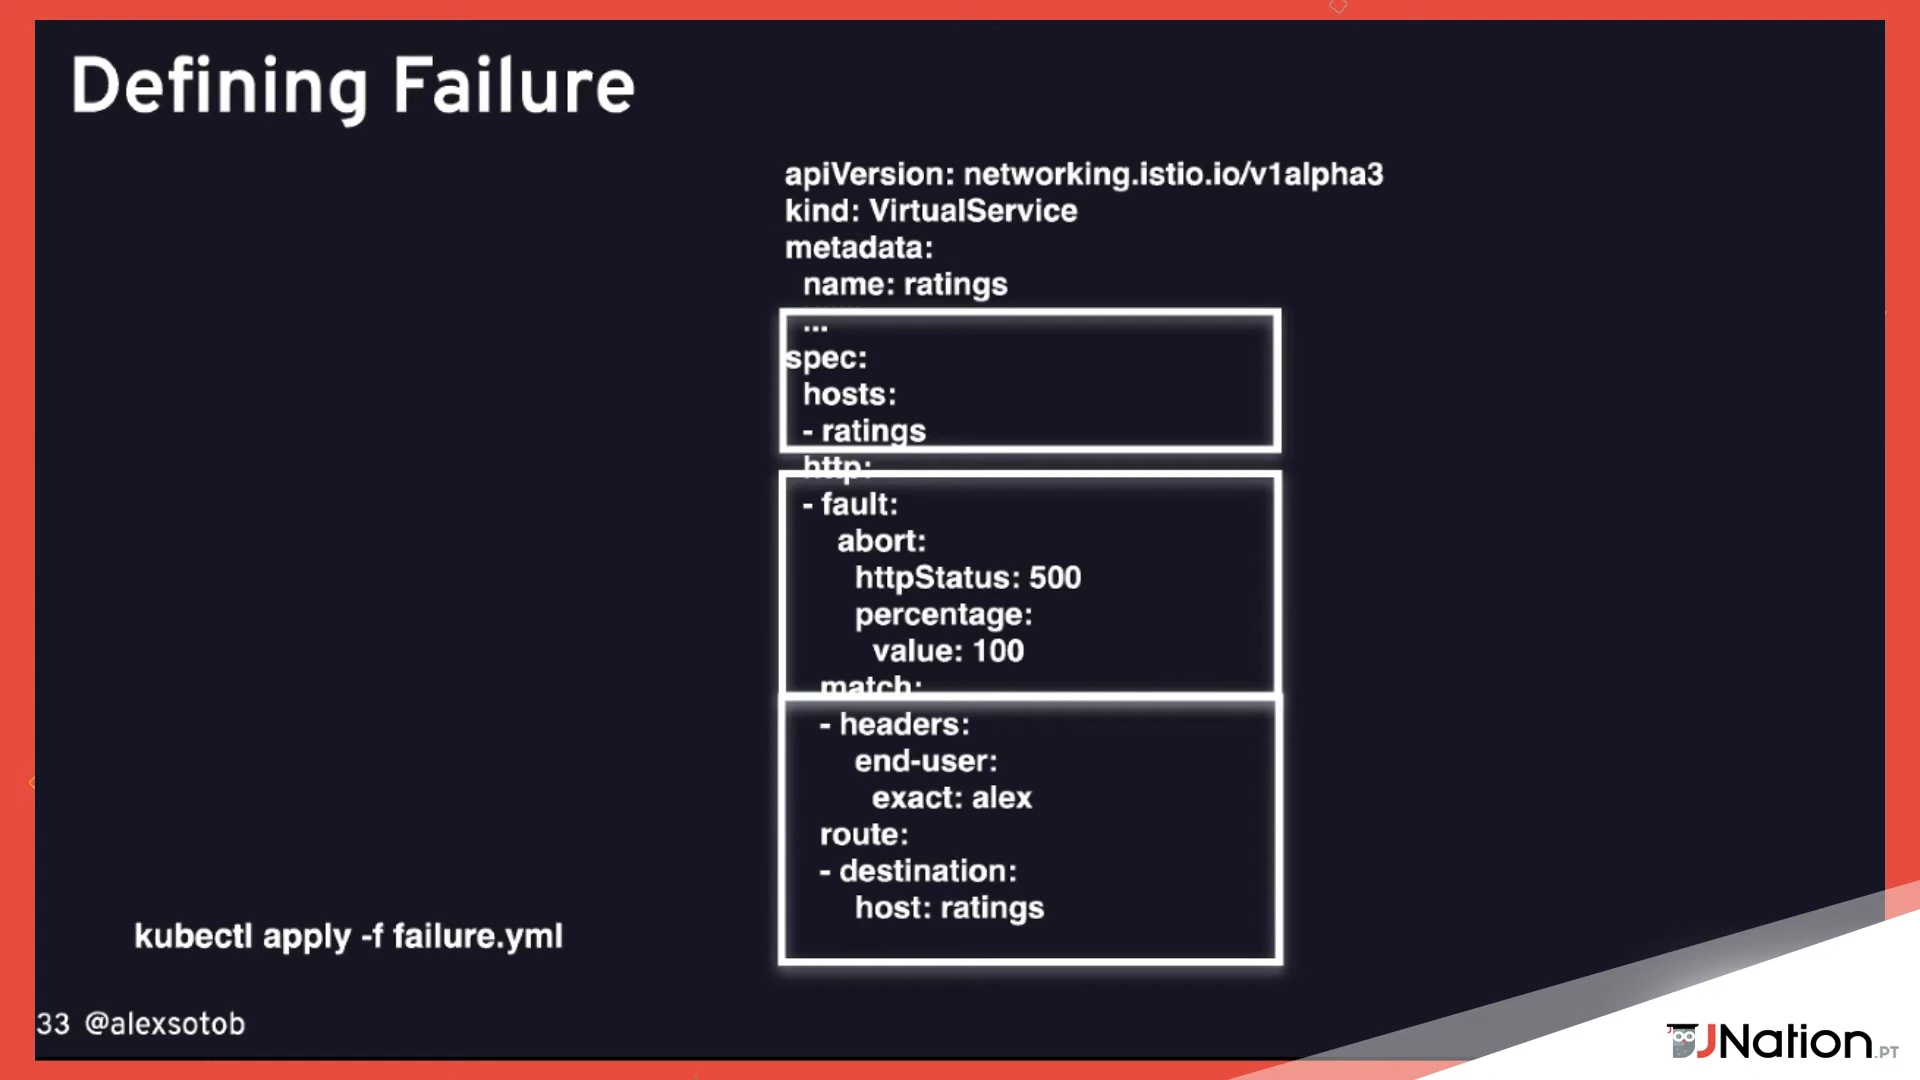 Defining Failure
apiVersion: networking.istio.io/v1alpha3
kind: VirtualService
metadata:
  name: ratings
  ...
spec:
  hosts:
  - ratings
  http:
  - fault:
      abort:
        httpStatus: 500
        percentage:
          value: 100
    match:
    - headers:
        end-user:
          exact: alex
    route:
    - destination:
        host: ratings
kubectl apply -f failure.yml
33 @alexsotob
JNation.PT